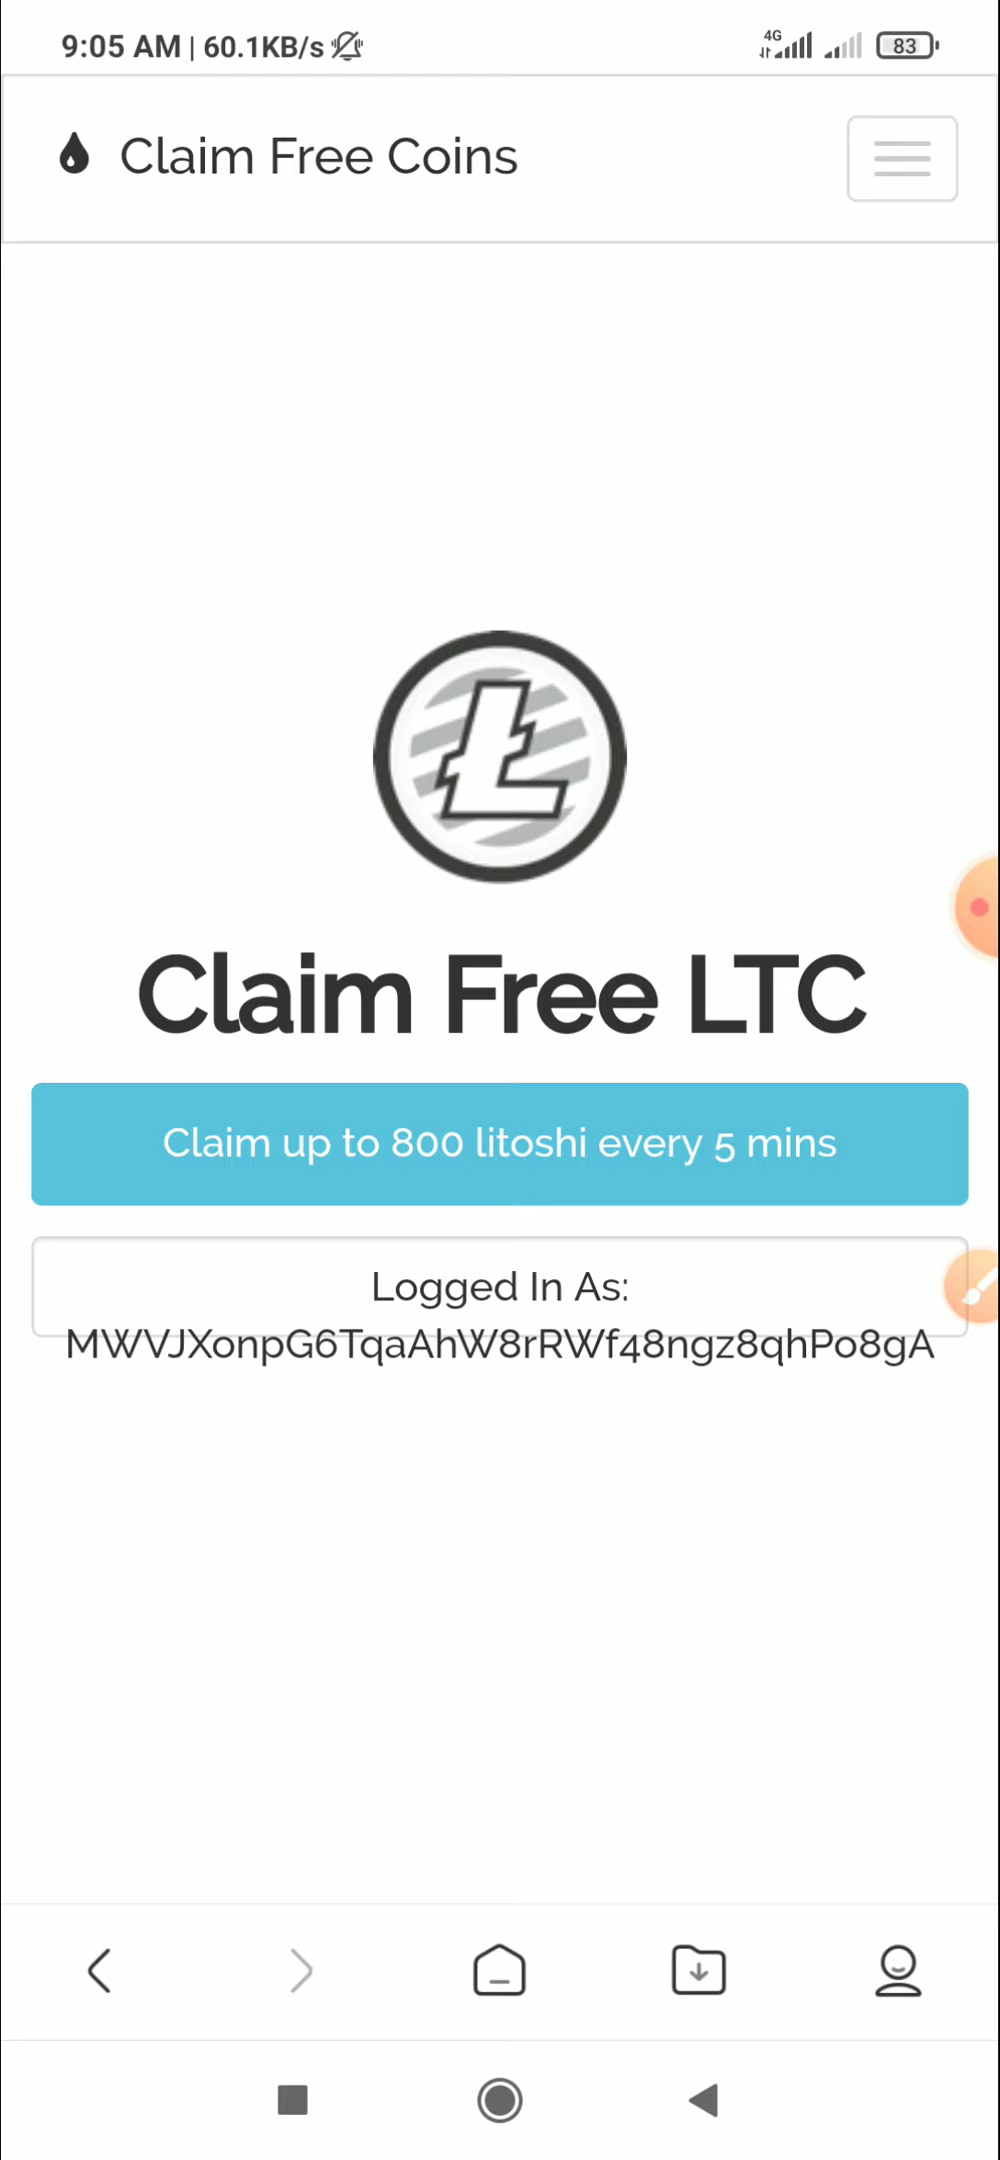 9:05 AM | 60.1KB/s 4G 83
Claim Free Coins
Claim Free LTC
Claim up to 800 litoshi every 5 mins
Logged In As:
MWVJXonpG6TqaAhW8rRWf48ngz8qhPo8gA